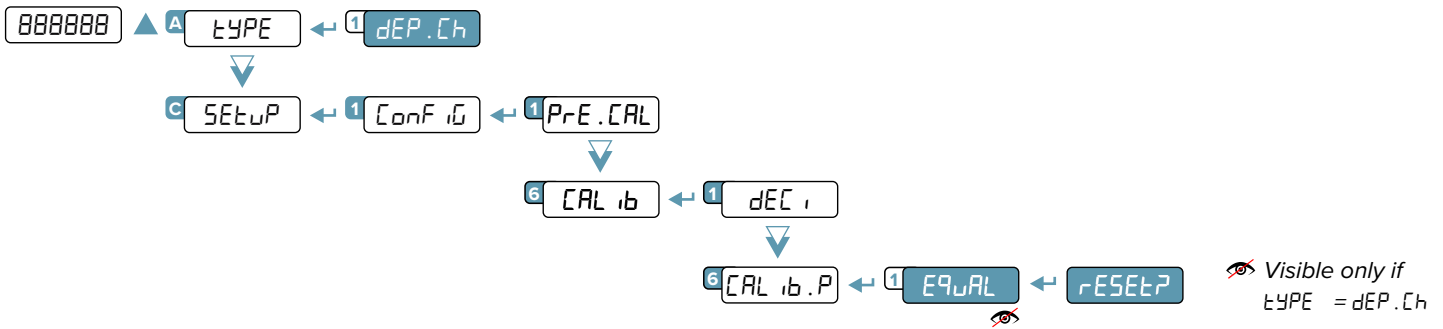 888888 A tYPE 1 dEP.Ch
C SEtuP 1 ConFiG 1 PrE.CAL
6 CALib 1 dECi
6 CALib.P 1 EquAL rESEt?
Visible only if
tYPE = dEP.Ch